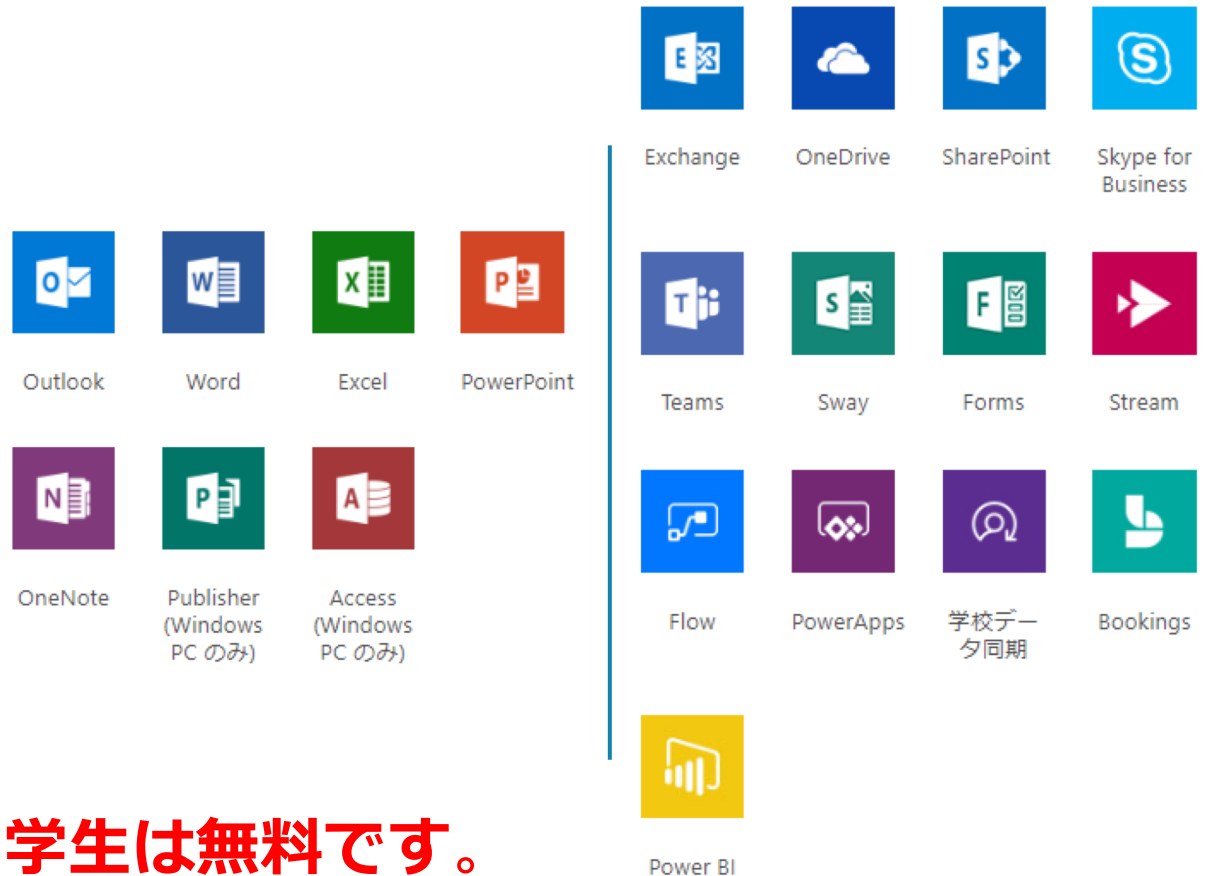 Outlook
Word
Excel
PowerPoint
OneNote
Publisher
(Windows
PC のみ)
Access
(Windows
PC のみ)
学生は無料です。
Exchange
OneDrive
SharePoint
Skype for
Business
Teams
Sway
Forms
Stream
Flow
PowerApps
学校デー
タ同期
Bookings
Power BI